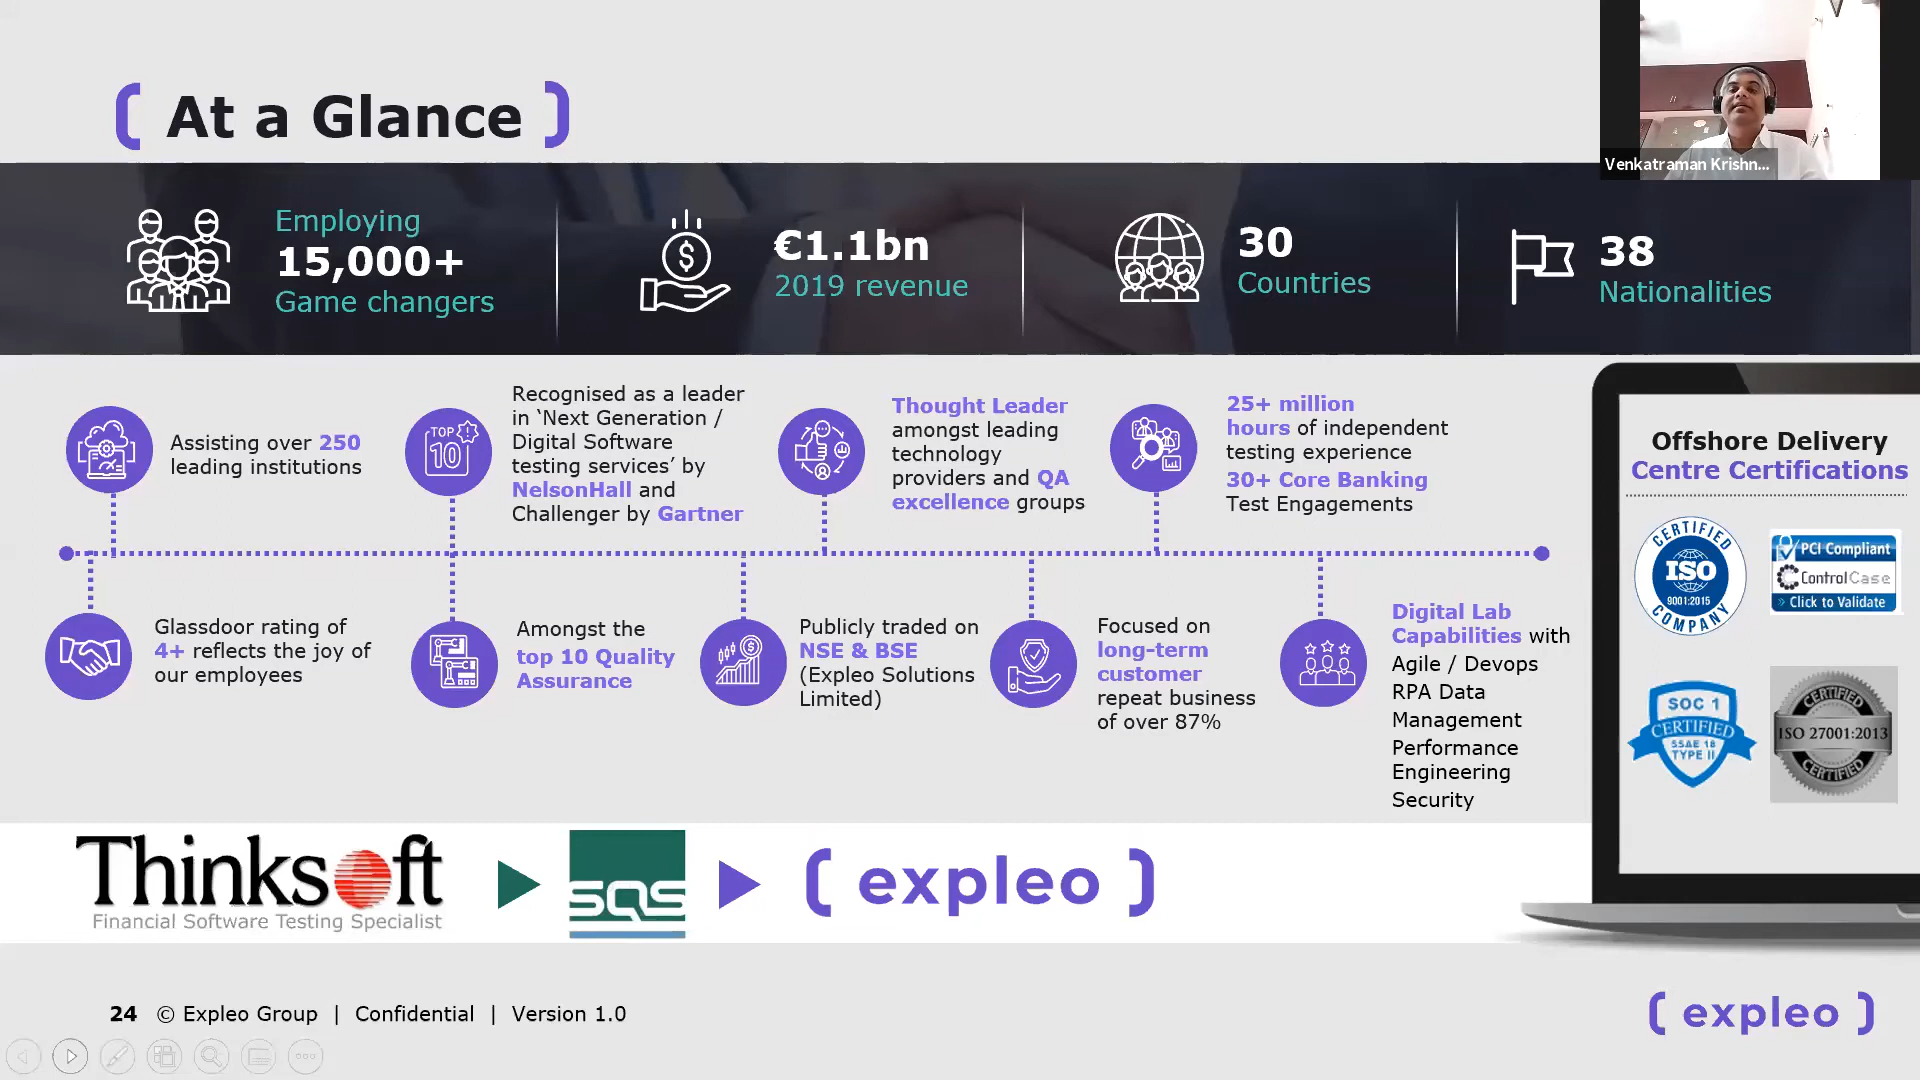 At a Glance
Venkatraman Krishn...
Employing
15,000+
Game changers
€1.1bn
2019 revenue
30
Countries
38
Nationalities
Assisting over 250
leading institutions
TOP
10
Recognised as a leader
in ‘Next Generation /
Digital Software
testing services’ by
NelsonHall and
Challenger by Gartner
Thought Leader
amongst leading
technology
providers and QA
excellence groups
25+ million
hours of independent
testing experience
30+ Core Banking
Test Engagements
Glassdoor rating of
4+ reflects the joy of
our employees
Amongst the
top 10 Quality
Assurance
Publicly traded on
NSE & BSE
(Expleo Solutions
Limited)
Focused on
long-term
customer
repeat business
of over 87%
Digital Lab
Capabilities with
Agile / Devops
RPA Data
Management
Performance
Engineering
Security
Offshore Delivery
Centre Certifications
CERTIFIED
ISO
9001:2015
COMPANY
PCI Compliant
ControlCase
» Click to Validate
SOC 1
CERTIFIED
SSAE 18
TYPE II
CERTIFIED
ISO 27001:2013
CERTIFIED
Thinksoft
Financial Software Testing Specialist
SQS
expleo
24 © Expleo Group | Confidential | Version 1.0
expleo